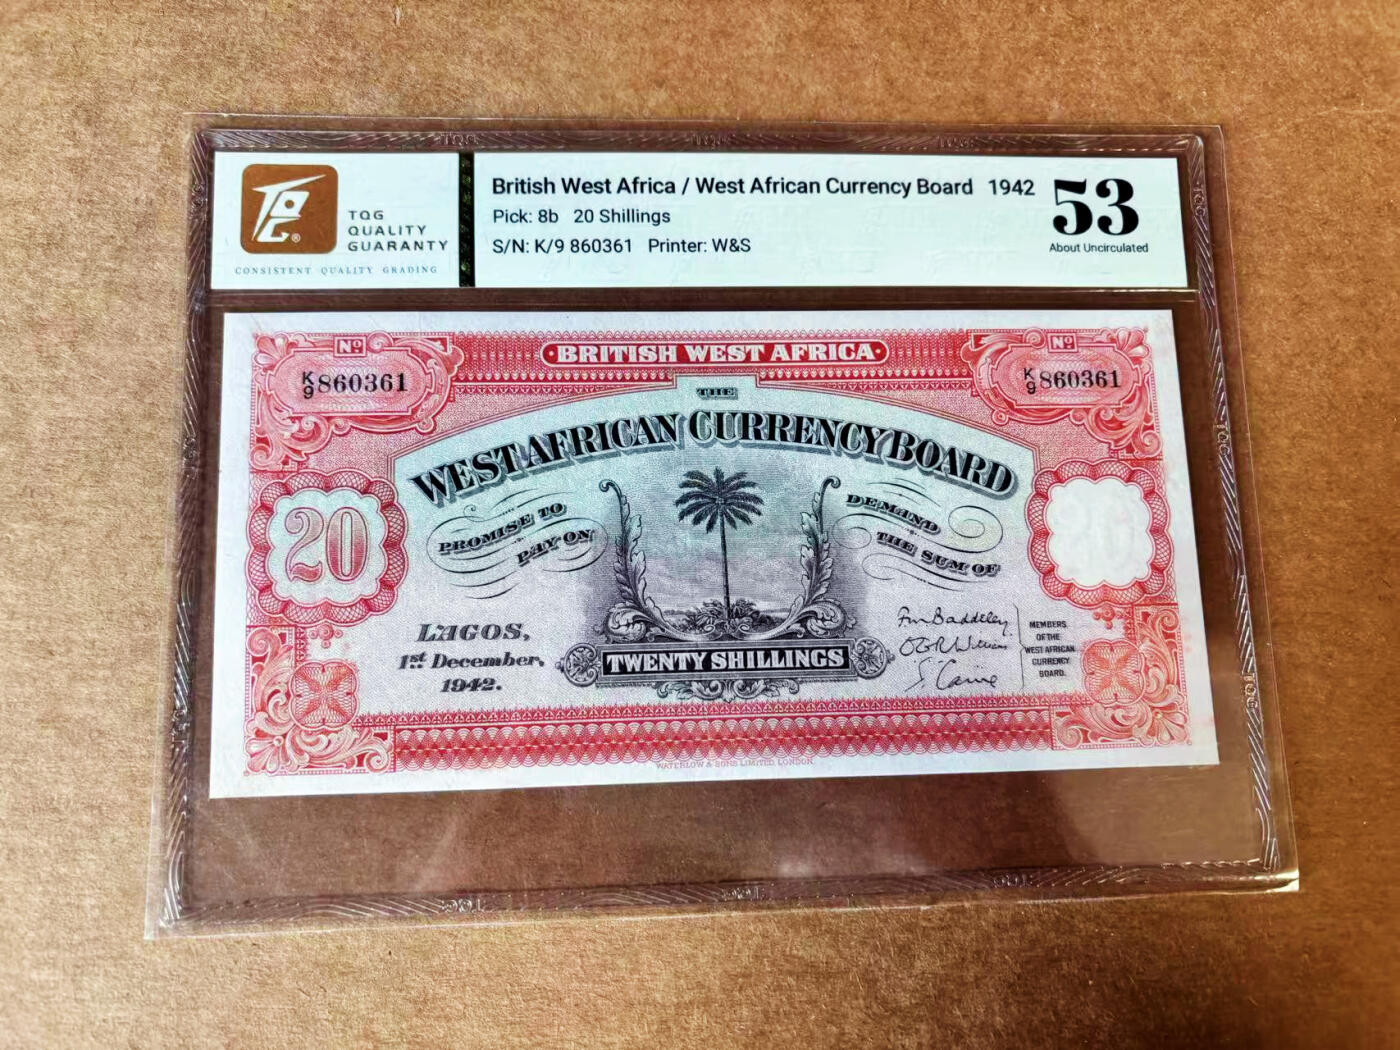 TQG
QUALITY
GUARANTY
CONSISTENT QUALITY GRADING
British West Africa / West African Currency Board 1942
Pick: 8b 20 Shillings
S/N: K/9 860361 Printer: W&S
53
About Uncirculated
BRITISH WEST AFRICA
Nº
K/9 860361
Nº
K/9 860361
THE
WEST AFRICAN CURRENCY BOARD
PROMISE TO
PAY ON
DEMAND
THE SUM OF
20
LAGOS,
1st December,
1942.
TWENTY SHILLINGS
MEMBERS
OF THE
WEST AFRICAN
CURRENCY
BOARD.
WATERLOW & SONS LIMITED, LONDON.